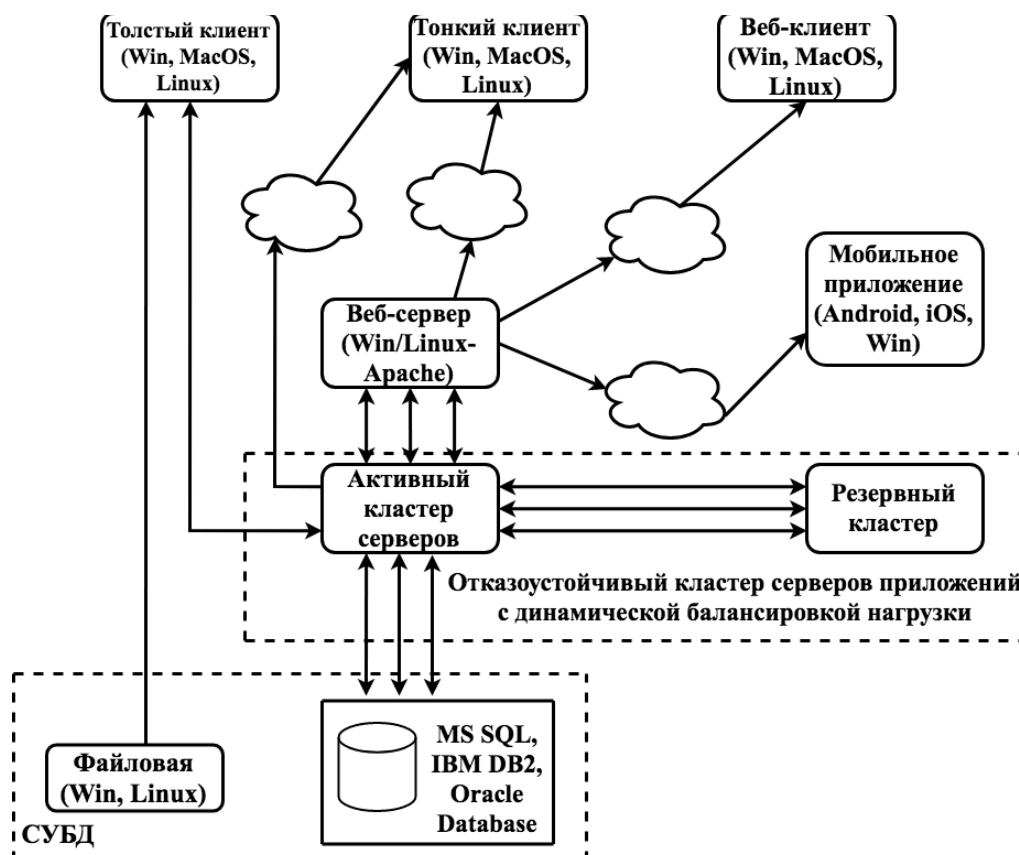 Толстый клиент
(Win, MacOS,
Linux)
Тонкий клиент
(Win, MacOS,
Linux)
Веб-клиент
(Win, MacOS,
Linux)
Мобильное
приложение
(Android, iOS,
Win)
Веб-сервер
(Win/Linux-
Apache)
Активный
кластер
серверов
Резервный
кластер
Отказоустойчивый кластер серверов приложений
с динамической балансировкой нагрузки
MS SQL,
IBM DB2,
Oracle
Database
Файловая
(Win, Linux)
СУБД